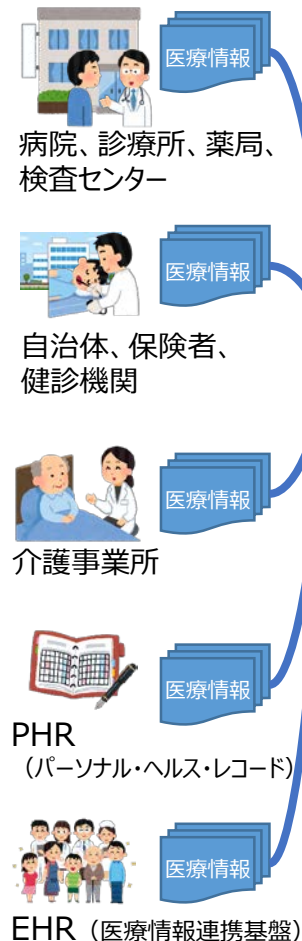 医療情報
病院、診療所、薬局、
検査センター
医療情報
自治体、保険者、
健診機関
医療情報
介護事業所
医療情報
PHR
（パーソナル・ヘルス・レコード）
医療情報
EHR（医療情報連携基盤）